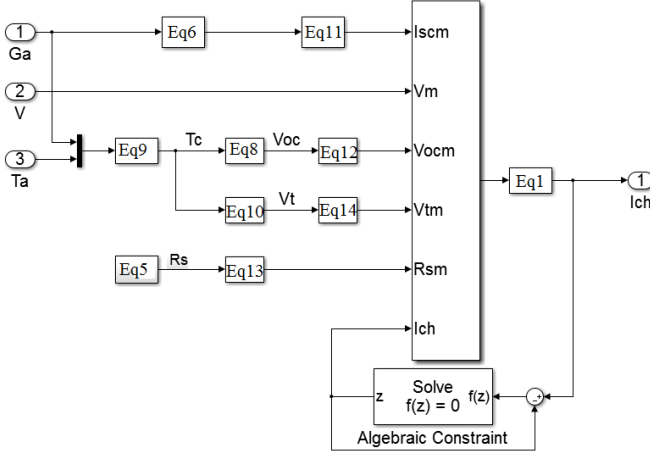 1
Ga
Eq6
Eq11
Iscm
2
V
Vm
3
Ta
Eq9
Tc
Eq8
Voc
Eq12
Vocm
Eq10
Vt
Eq14
Vtm
Eq5
Rs
Eq13
Rsm
Ich
Eq1
1
Ich
z
Solve
f(z) = 0
f(z)
-+
Algebraic Constraint